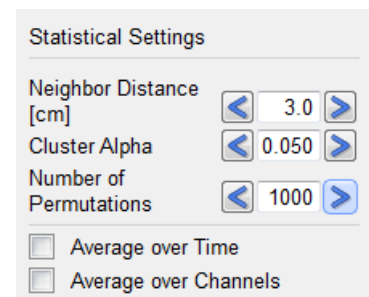 Statistical Settings
Neighbor Distance
[cm]
3.0
Cluster Alpha
0.050
Number of
Permutations
1000
Average over Time
Average over Channels